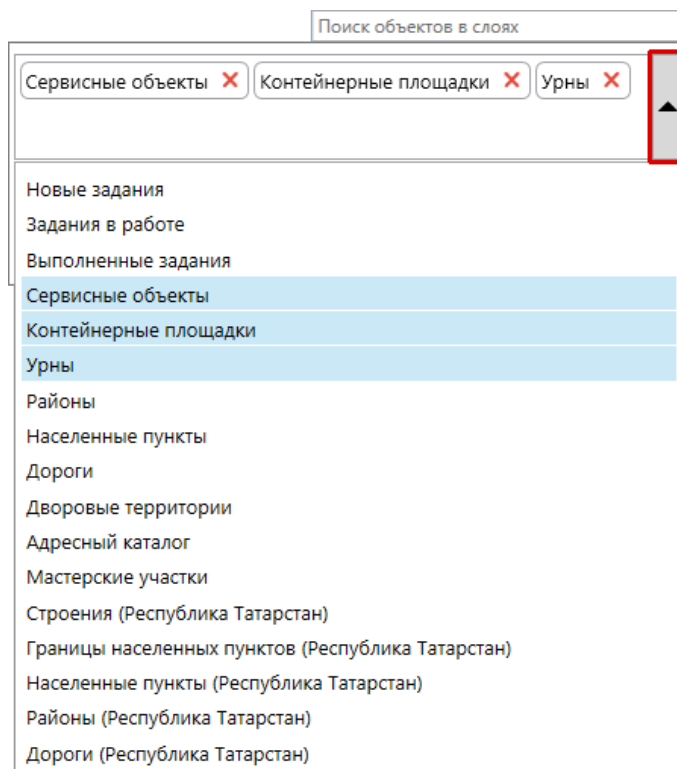 Поиск объектов в слоях
Сервисные объекты Контейнерные площадки Урны
Новые задания
Задания в работе
Выполненные задания
Сервисные объекты
Контейнерные площадки
Урны
Районы
Населенные пункты
Дороги
Дворовые территории
Адресный каталог
Мастерские участки
Строения (Республика Татарстан)
Границы населенных пунктов (Республика Татарстан)
Населенные пункты (Республика Татарстан)
Районы (Республика Татарстан)
Дороги (Республика Татарстан)